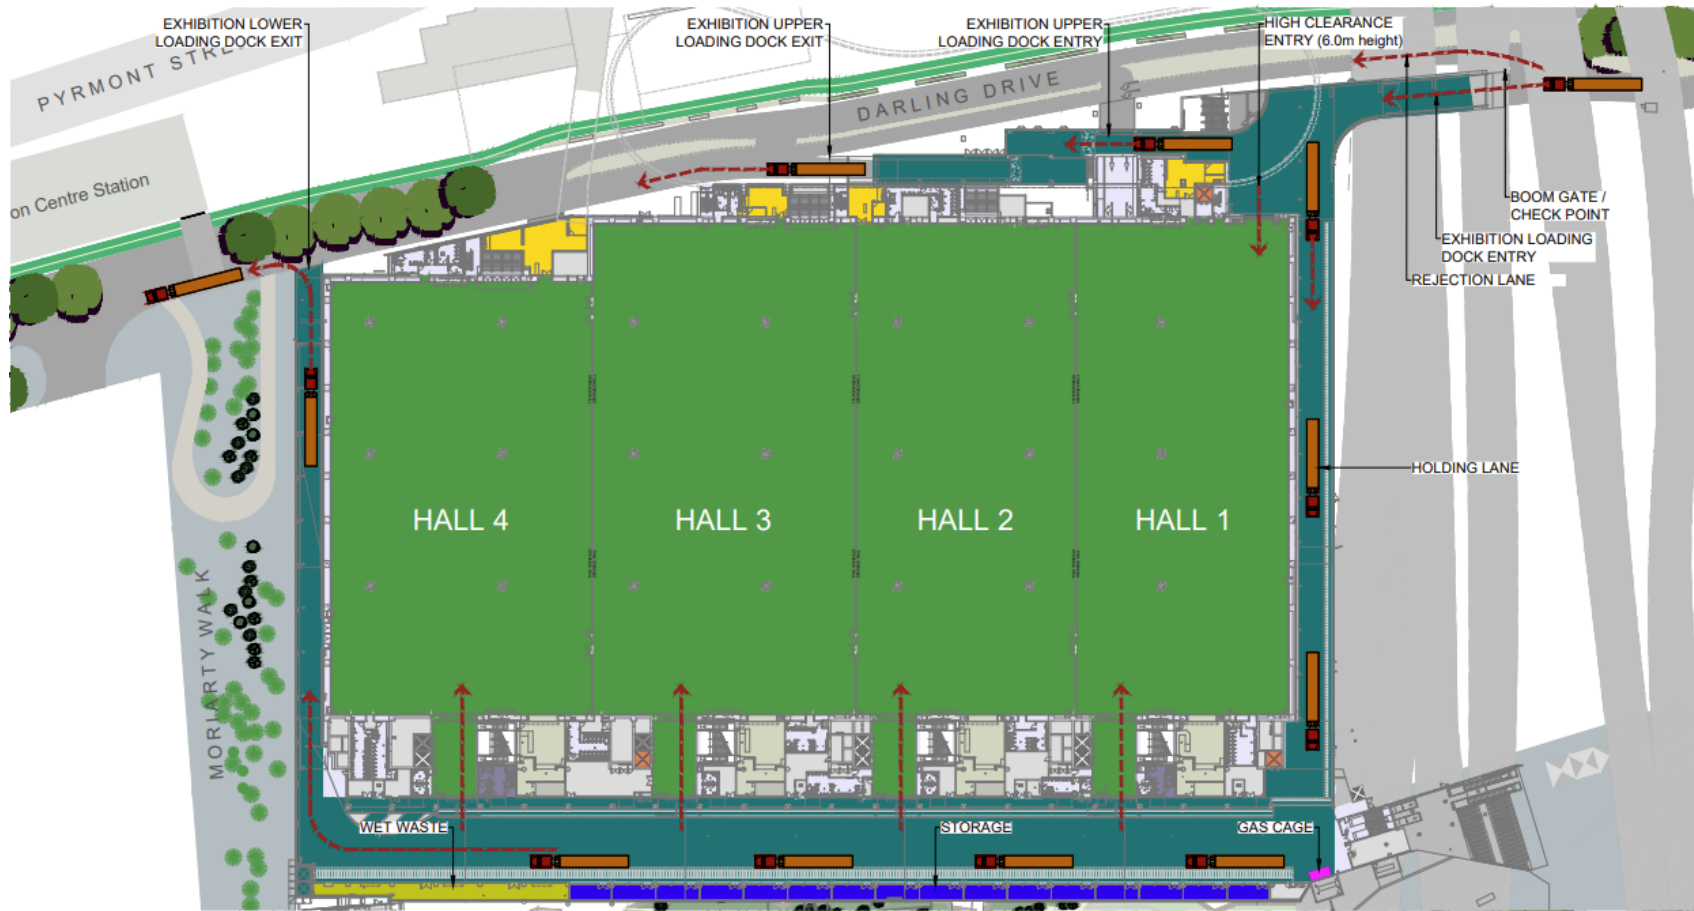 EXHIBITION LOWER
LOADING DOCK EXIT
EXHIBITION UPPER
LOADING DOCK EXIT
EXHIBITION UPPER
LOADING DOCK ENTRY
HIGH CLEARANCE
ENTRY (6.0m height)
PYRMONT
DARLING DRIVE
on Centre Station
BOOM GATE /
CHECK POINT
EXHIBITION LOADING
DOCK ENTRY
REJECTION LANE
HOLDING LANE
HALL 4
HALL 3
HALL 2
HALL 1
MORIARTY WALK
WET WASTE
STORAGE
GAS CAGE